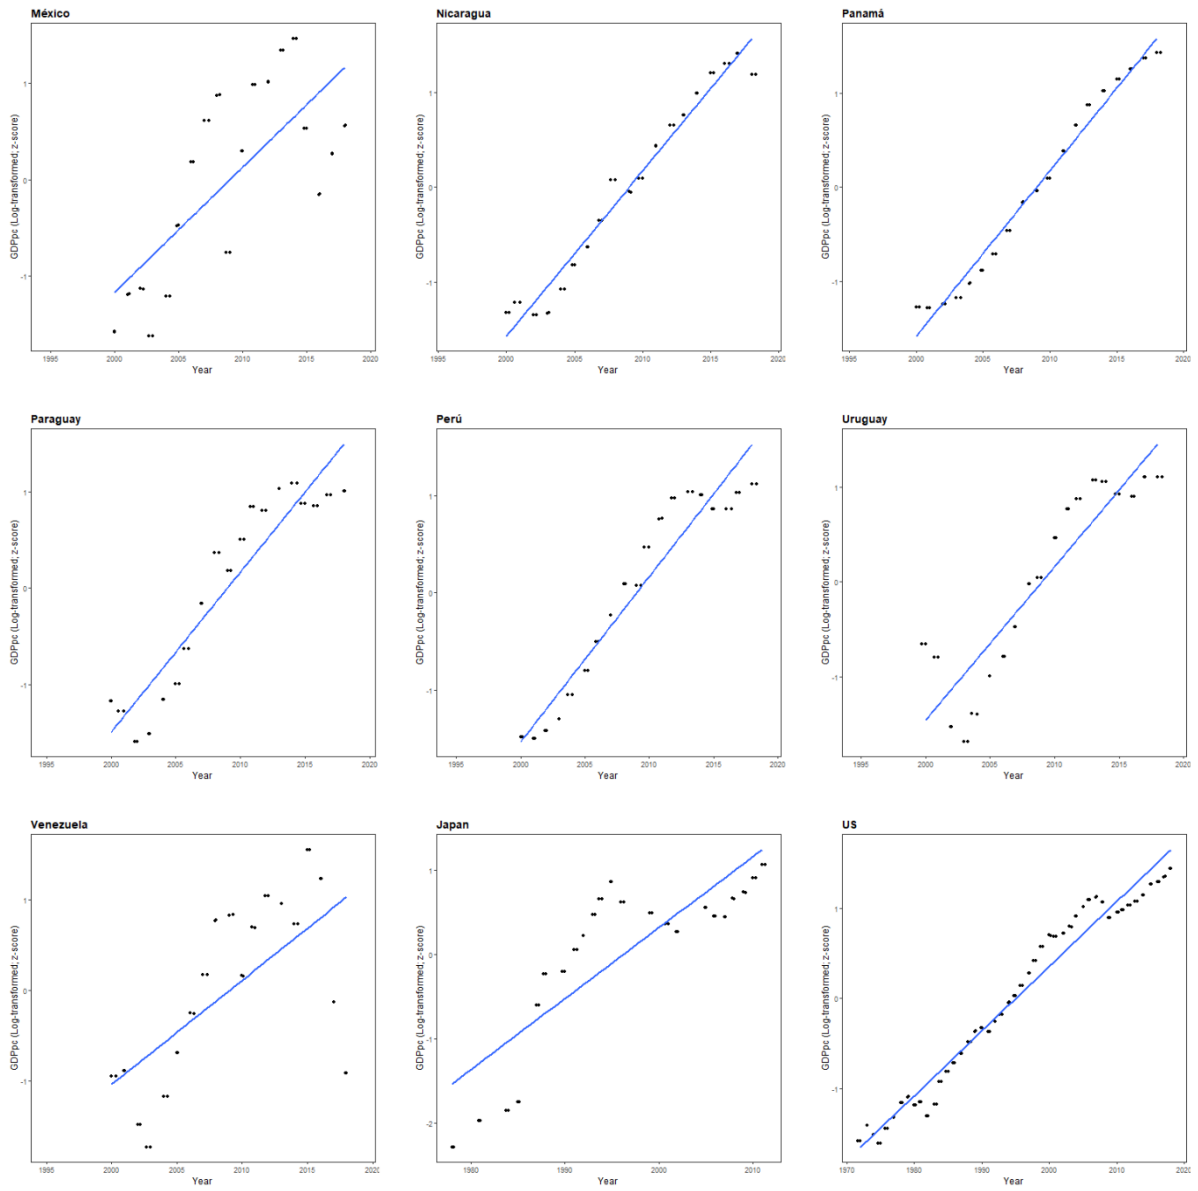 México
GDPpc (Log-transformed; z-score)
1
0
-1
1995 2000 2005 2010 2015 2020
Year
Nicaragua
GDPpc (Log-transformed; z-score)
1
0
-1
1995 2000 2005 2010 2015 2020
Year
Panamá
GDPpc (Log-transformed; z-score)
1
0
-1
1995 2000 2005 2010 2015 2020
Year
Paraguay
GDPpc (Log-transformed; z-score)
1
0
-1
1995 2000 2005 2010 2015 2020
Year
Perú
GDPpc (Log-transformed; z-score)
1
0
-1
1995 2000 2005 2010 2015 2020
Year
Uruguay
GDPpc (Log-transformed; z-score)
1
0
-1
1995 2000 2005 2010 2015 2020
Year
Venezuela
GDPpc (Log-transformed; z-score)
1
0
-1
1995 2000 2005 2010 2015 2020
Year
Japan
GDPpc (Log-transformed; z-score)
1
0
-1
-2
1980 1990 2000 2010
Year
US
GDPpc (Log-transformed; z-score)
1
0
-1
1970 1980 1990 2000 2010 2020
Year